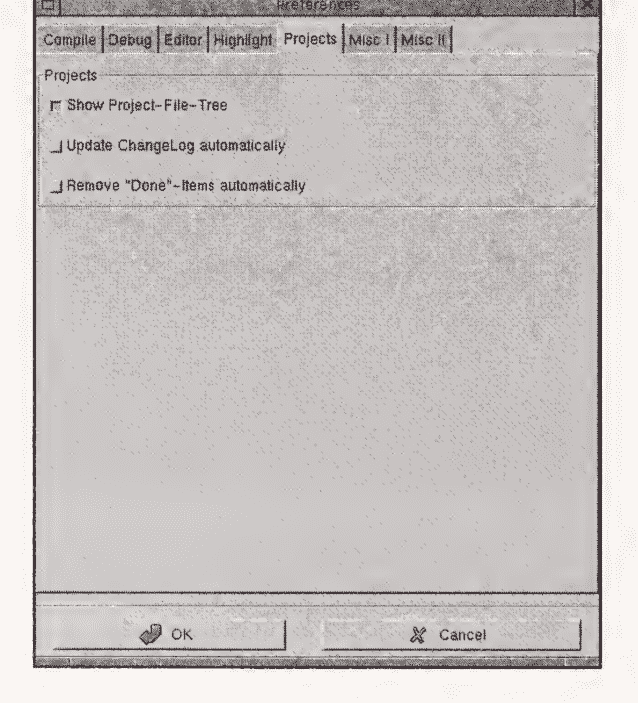 Preferences
Compile Debug Editor Highlight Projects Misc I Misc II
Projects
Show Project-File-Tree
Update ChangeLog automatically
Remove "Done"-Items automatically
OK Cancel